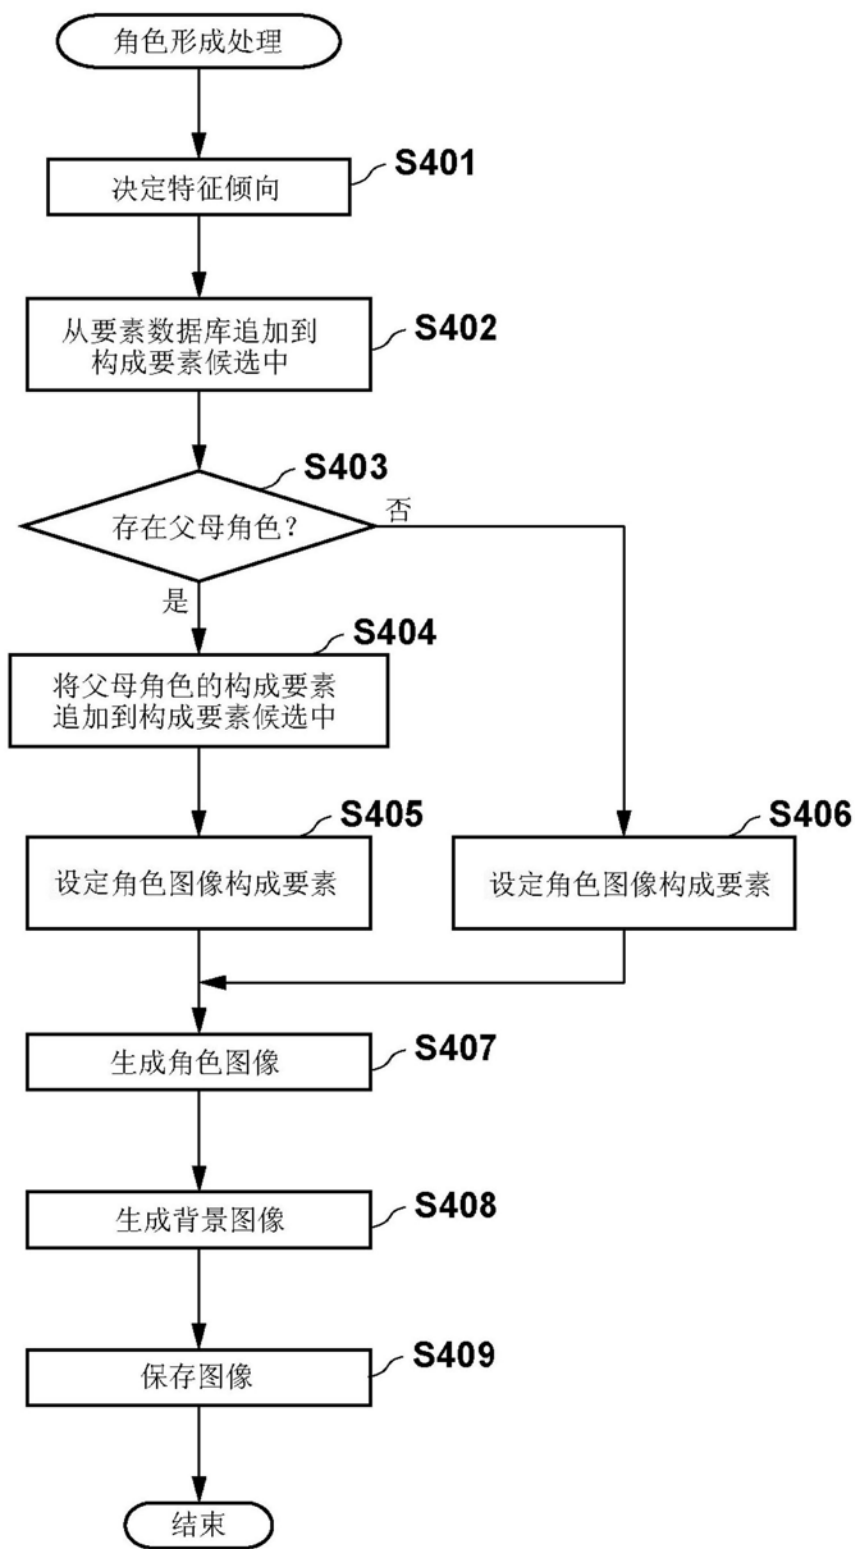 角色形成处理
S401
决定特征倾向
S402
从要素数据库追加到
构成要素候选中
S403
存在父母角色?
否
是
S404
将父母角色的构成要素
追加到构成要素候选中
S405
设定角色图像构成要素
S406
设定角色图像构成要素
S407
生成角色图像
S408
生成背景图像
S409
保存图像
结束